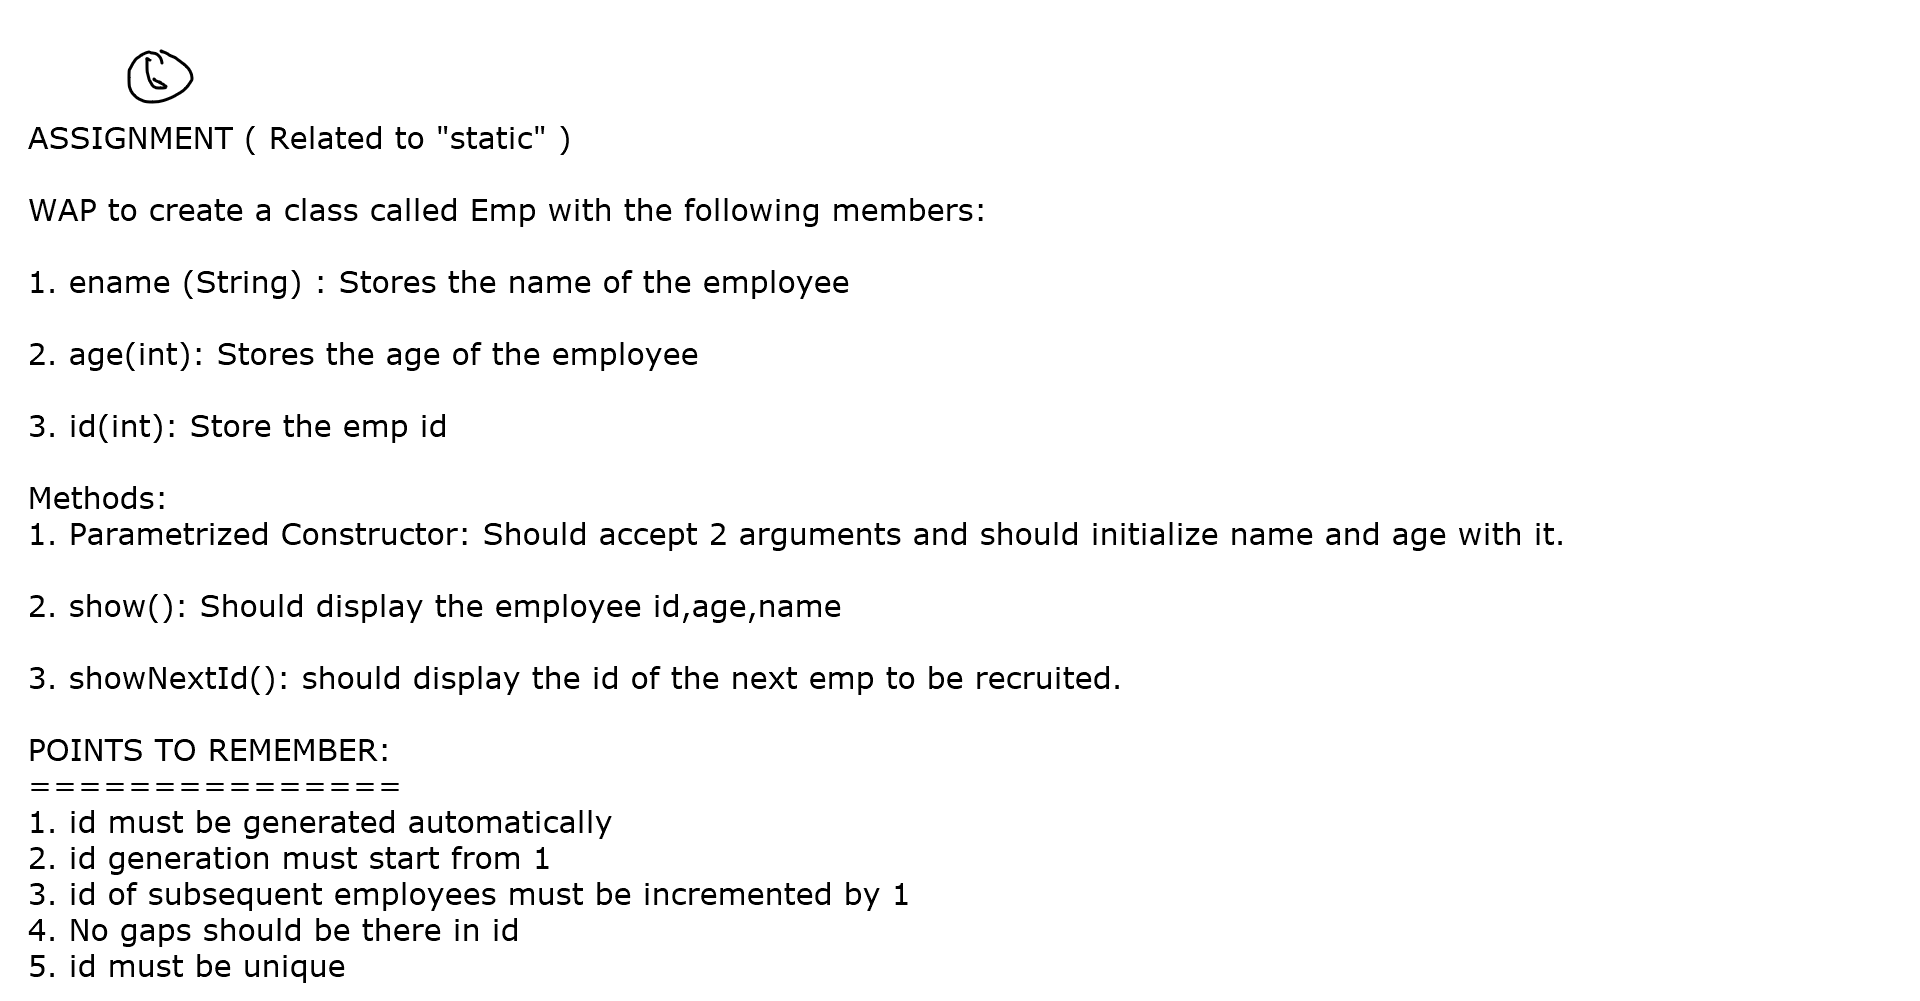 ASSIGNMENT ( Related to "static" )
WAP to create a class called Emp with the following members:
1. ename (String) : Stores the name of the employee
2. age(int): Stores the age of the employee
3. id(int): Store the emp id
Methods:
1. Parametrized Constructor: Should accept 2 arguments and should initialize name and age with it.
2. show(): Should display the employee id,age,name
3. showNextId(): should display the id of the next emp to be recruited.
POINTS TO REMEMBER:
===============
1. id must be generated automatically
2. id generation must start from 1
3. id of subsequent employees must be incremented by 1
4. No gaps should be there in id
5. id must be unique